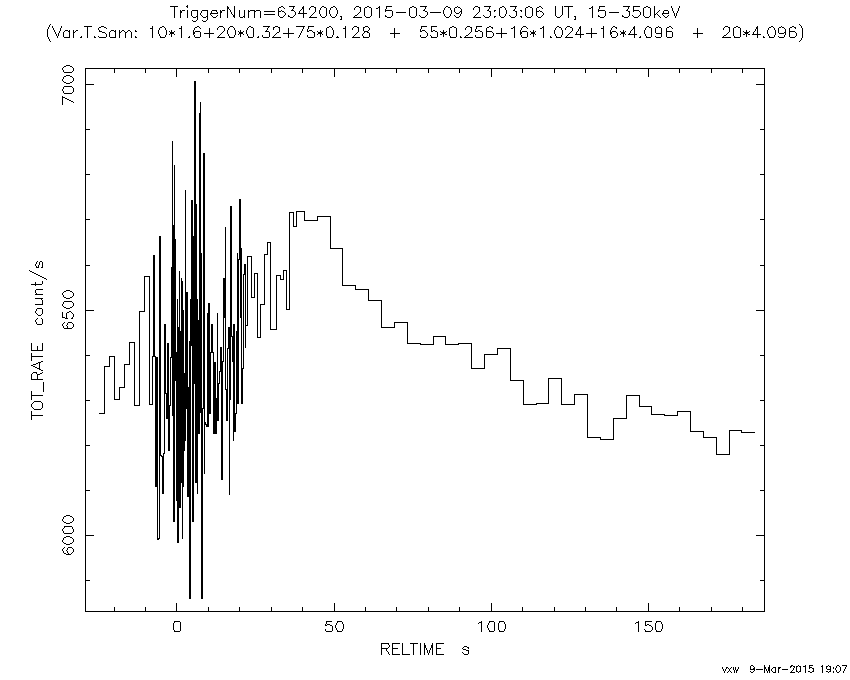 TriggerNum=634200, 2015-03-09 23:03:06 UT, 15-350keV
(Var.T.Sam: 10*1.6+20*0.32+75*0.128 + 55*0.256+16*1.024+16*4.096 + 20*4.096)
7000
6500
6000
TOT_RATE count/s
0 50 100 150
RELTIME s
vxw 9-Mar-2015 19:07